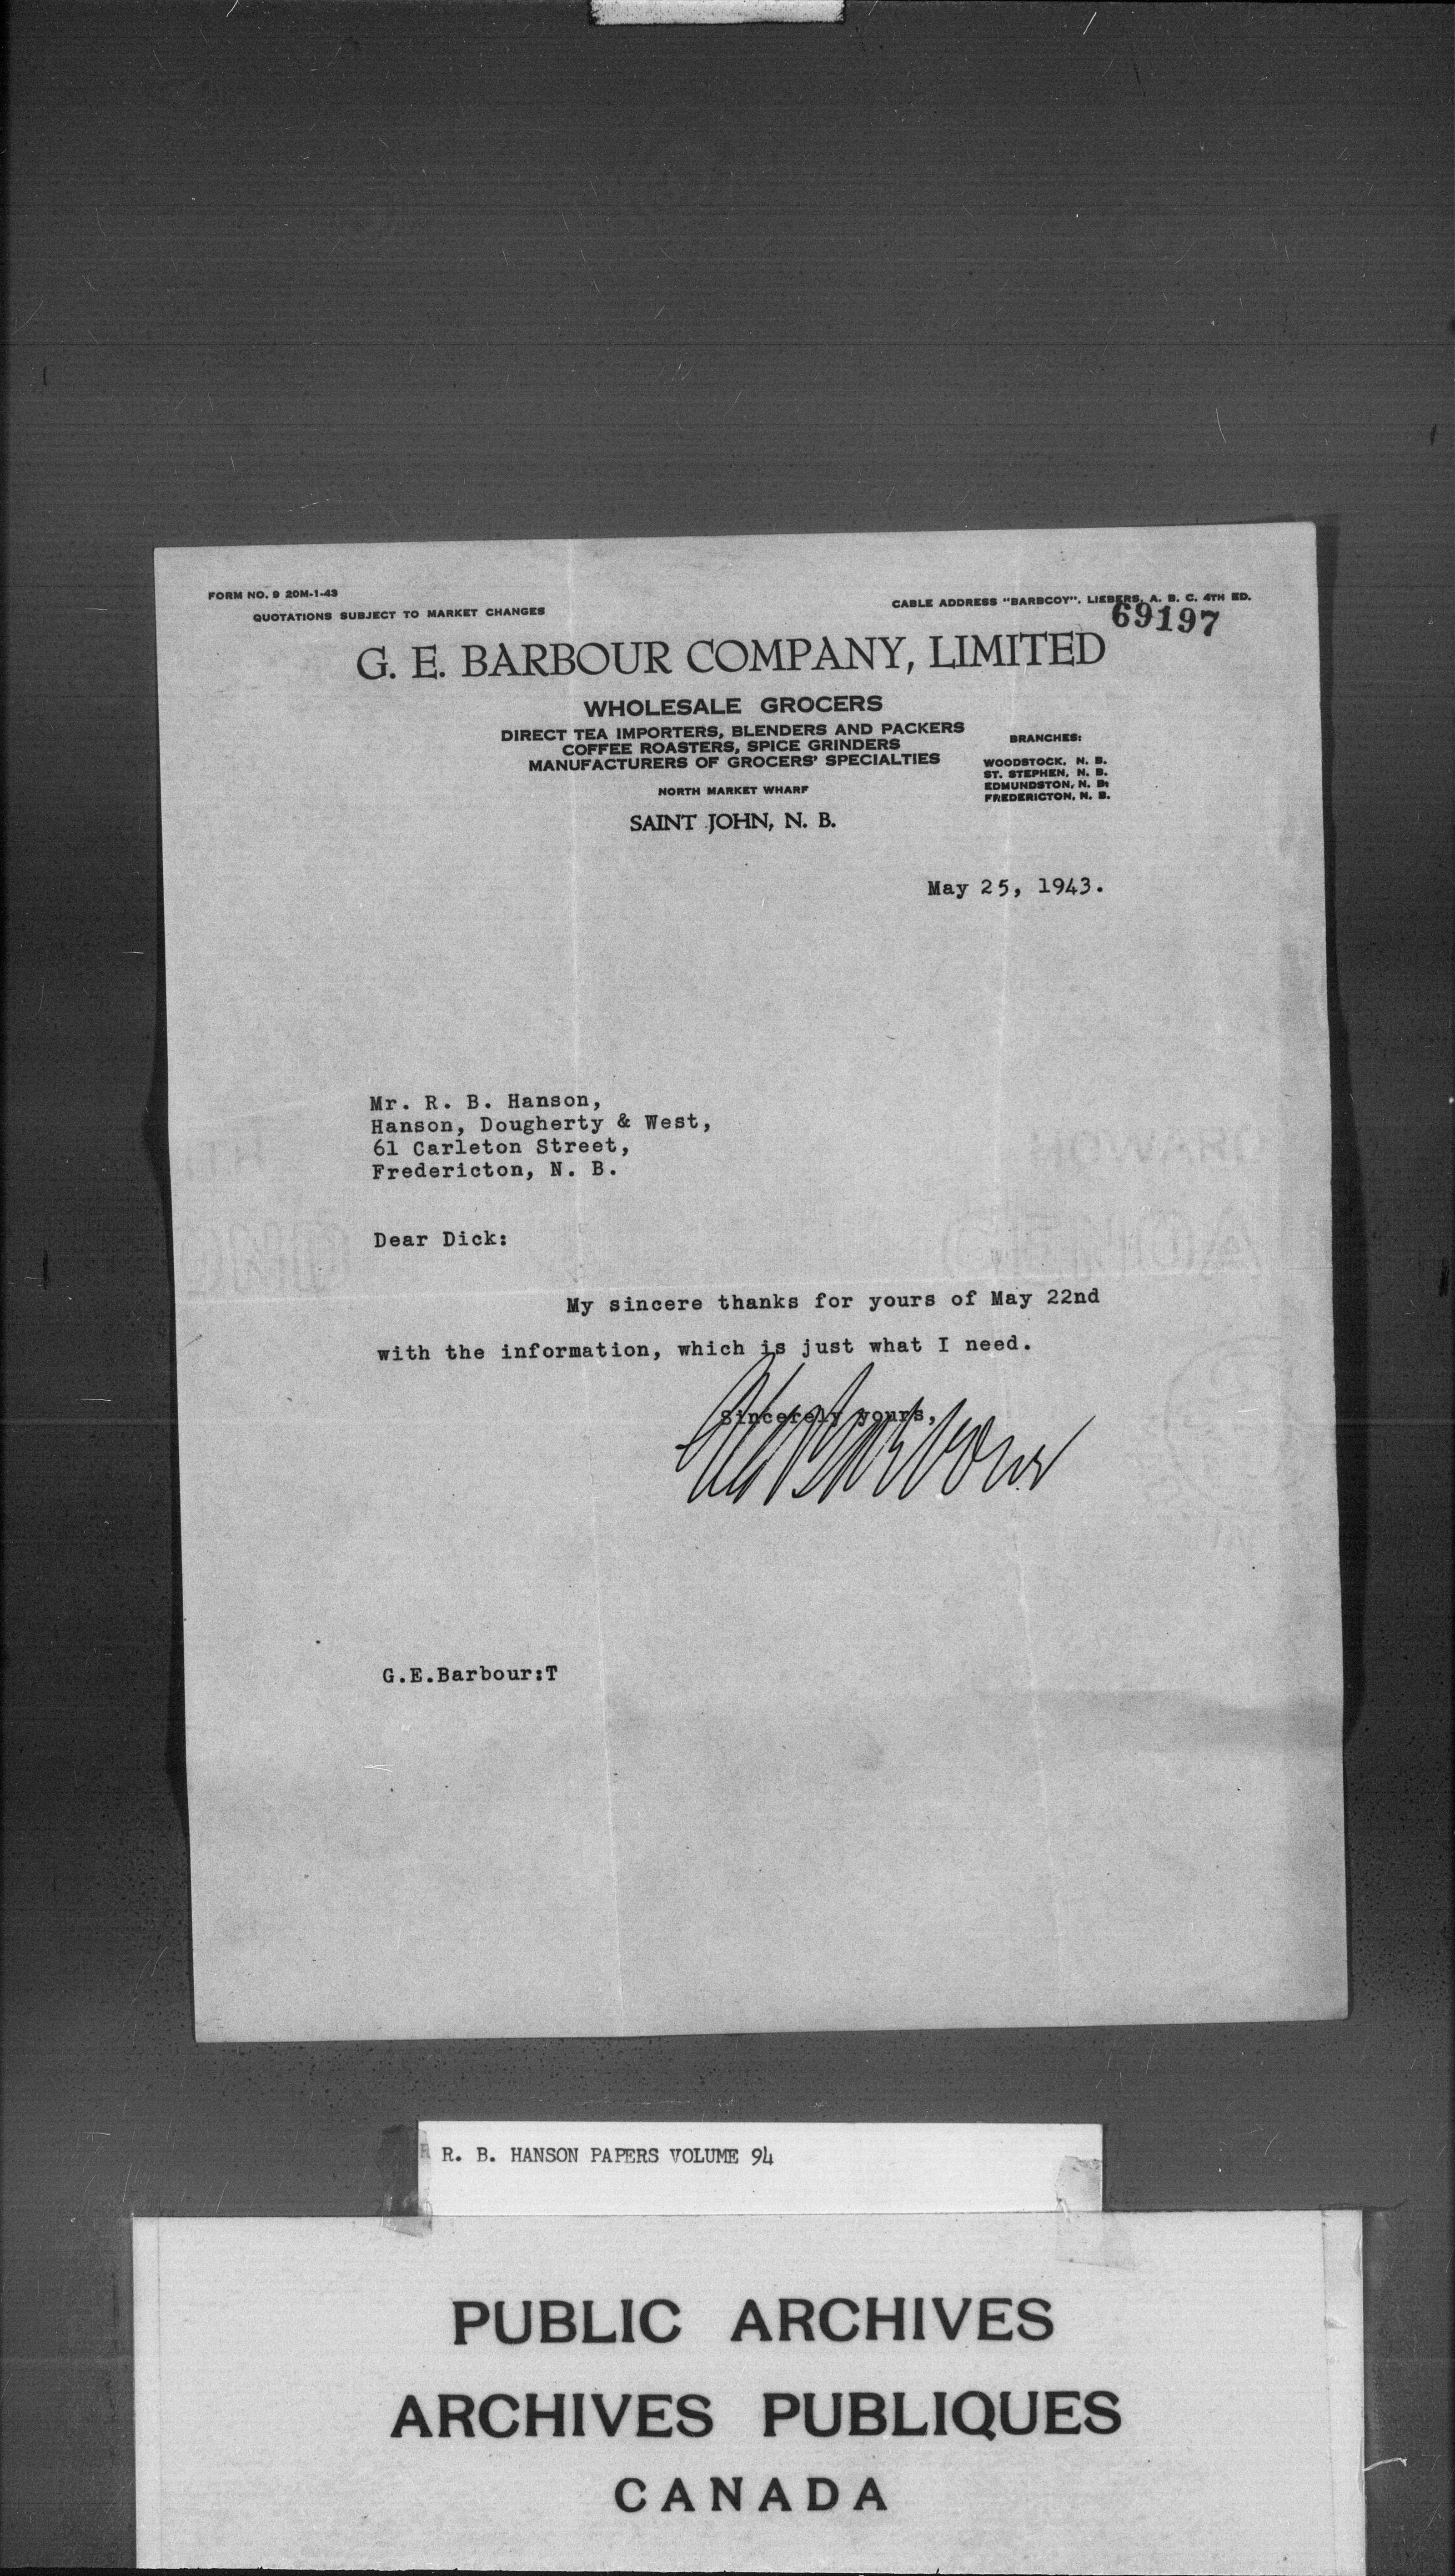 FORM NO. 9 20M-1-43
QUOTATIONS SUBJECT TO MARKET CHANGES
CABLE ADDRESS "BARBCOY", LIEBERS, A. B. C. 4TH ED.
69197
G. E. BARBOUR COMPANY, LIMITED
WHOLESALE GROCERS
DIRECT TEA IMPORTERS, BLENDERS AND PACKERS
COFFEE ROASTERS, SPICE GRINDERS
MANUFACTURERS OF GROCERS' SPECIALTIES
NORTH MARKET WHARF
SAINT JOHN, N. B.
BRANCHES:
WOODSTOCK, N. B.
ST. STEPHEN, N. B.
EDMUNDSTON, N. B.
FREDERICTON, N. B.
May 25, 1943.
Mr. R. B. Hanson,
Hanson, Dougherty & West,
61 Carleton Street,
Fredericton, N. B.
Dear Dick:
My sincere thanks for yours of May 22nd
with the information, which is just what I need.
Sincerely yours,
G.E.Barbour:T
R. B. HANSON PAPERS VOLUME 94
PUBLIC ARCHIVES
ARCHIVES PUBLIQUES
CANADA